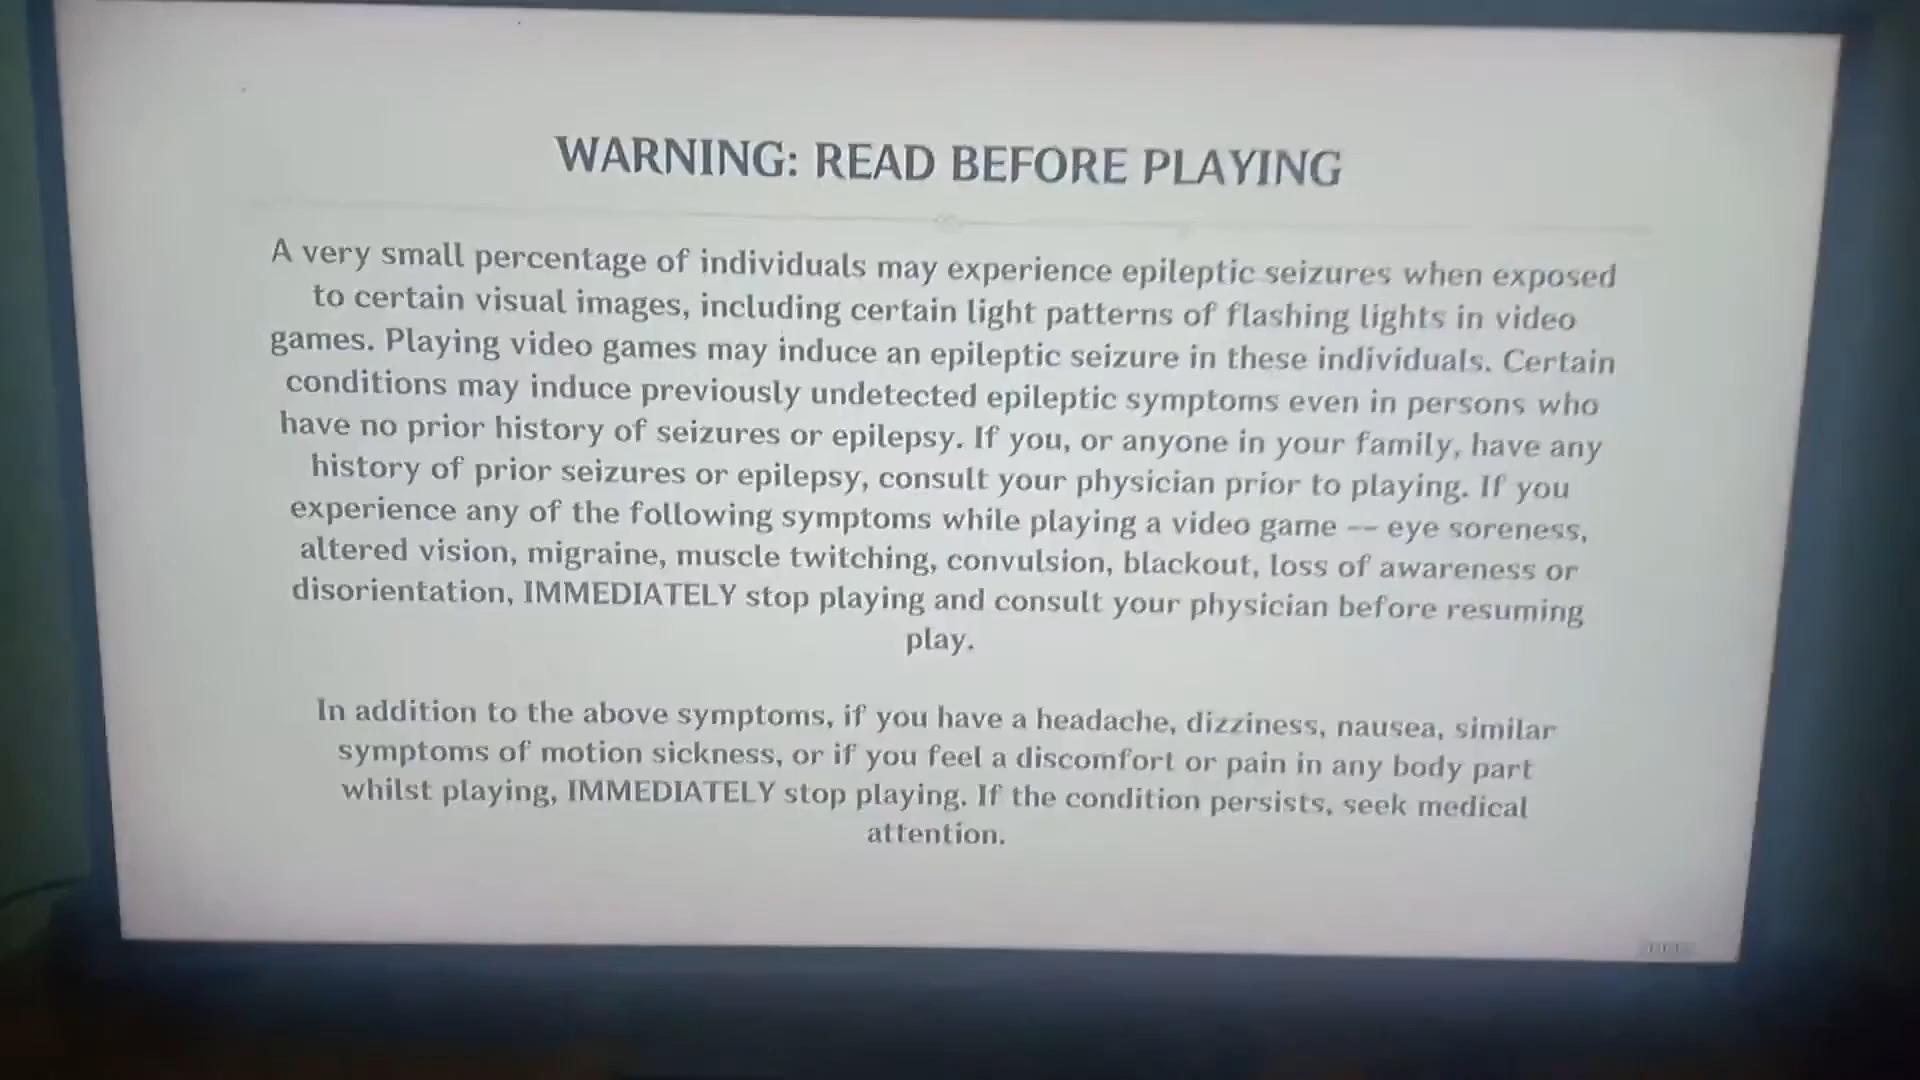 WARNING: READ BEFORE PLAYING
A very small percentage of individuals may experience epileptic seizures when exposed
to certain visual images, including certain light patterns of flashing lights in video
games. Playing video games may induce an epileptic seizure in these individuals. Certain
conditions may induce previously undetected epileptic symptoms even in persons who
have no prior history of seizures or epilepsy. If you, or anyone in your family, have any
history of prior seizures or epilepsy, consult your physician prior to playing. If you
experience any of the following symptoms while playing a video game -- eye soreness,
altered vision, migraine, muscle twitching, convulsion, blackout, loss of awareness or
disorientation, IMMEDIATELY stop playing and consult your physician before resuming
play.
In addition to the above symptoms, if you have a headache, dizziness, nausea, similar
symptoms of motion sickness, or if you feel a discomfort or pain in any body part
whilst playing, IMMEDIATELY stop playing. If the condition persists, seek medical
attention.